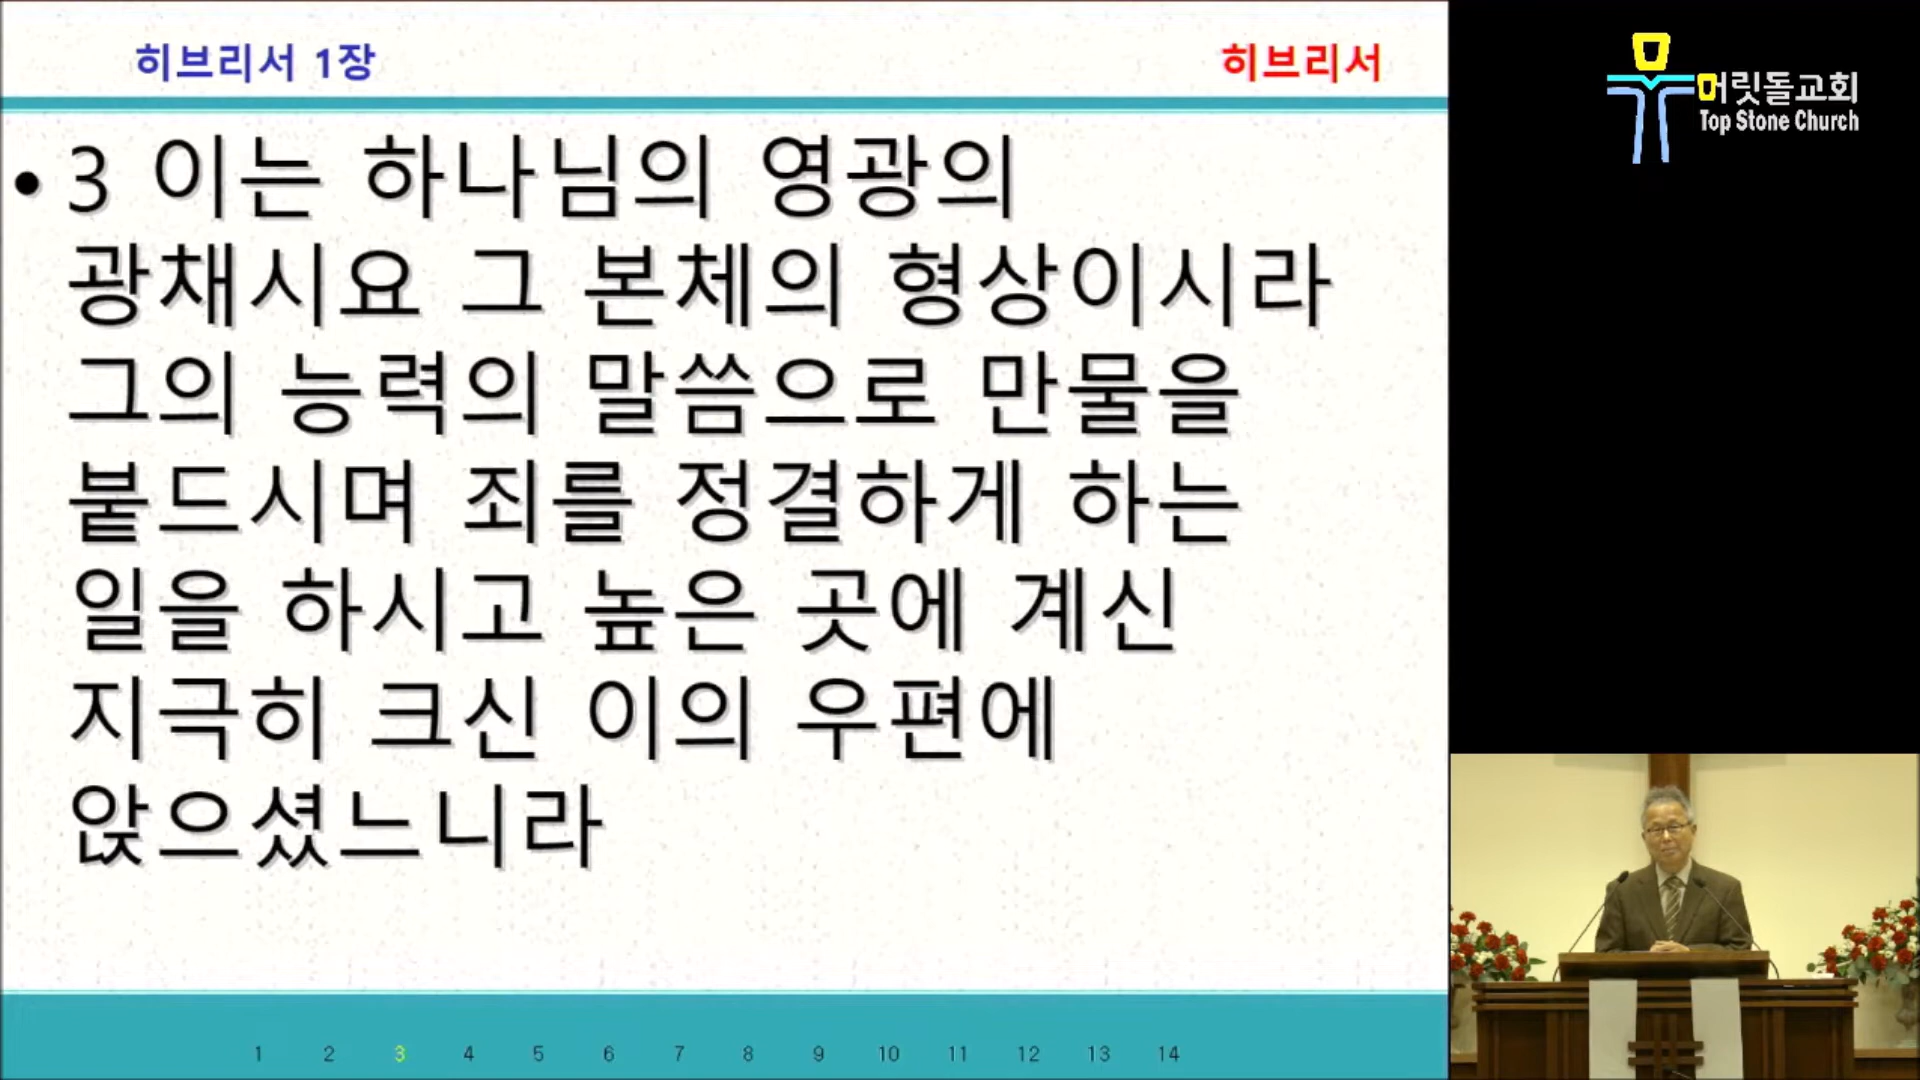 히브리서 1장
히브리서
• 3 이는 하나님의 영광의
광채시요 그 본체의 형상이시라
그의 능력의 말씀으로 만물을
붙드시며 죄를 정결하게 하는
일을 하시고 높은 곳에 계신
지극히 크신 이의 우편에
앉으셨느니라
1 2 3 4 5 6 7 8 9 10 11 12 13 14
머릿돌교회
Top Stone Church